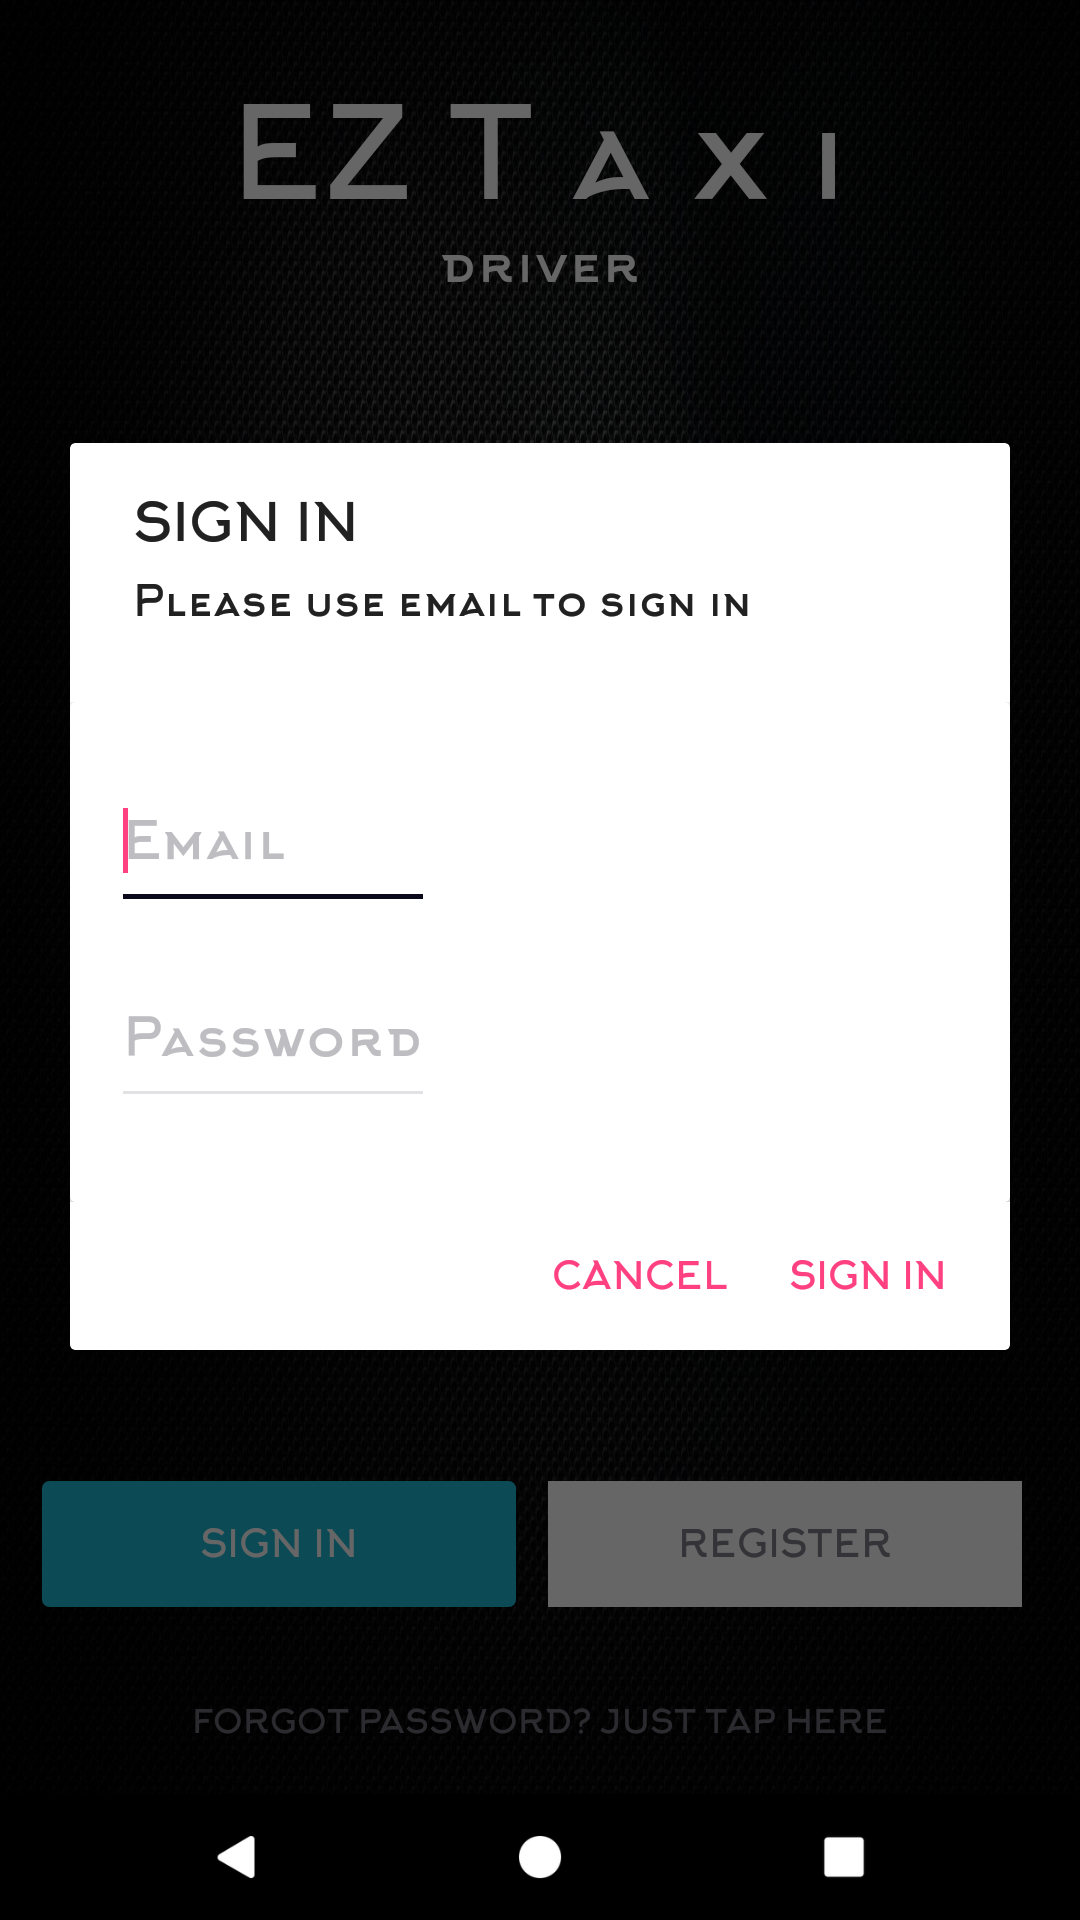 EZ Taxi
DRIVER
SIGN IN
Please use email to sign in
Email
Password
CANCEL SIGN IN
SIGN IN REGISTER
FORGOT PASSWORD? JUST TAP HERE